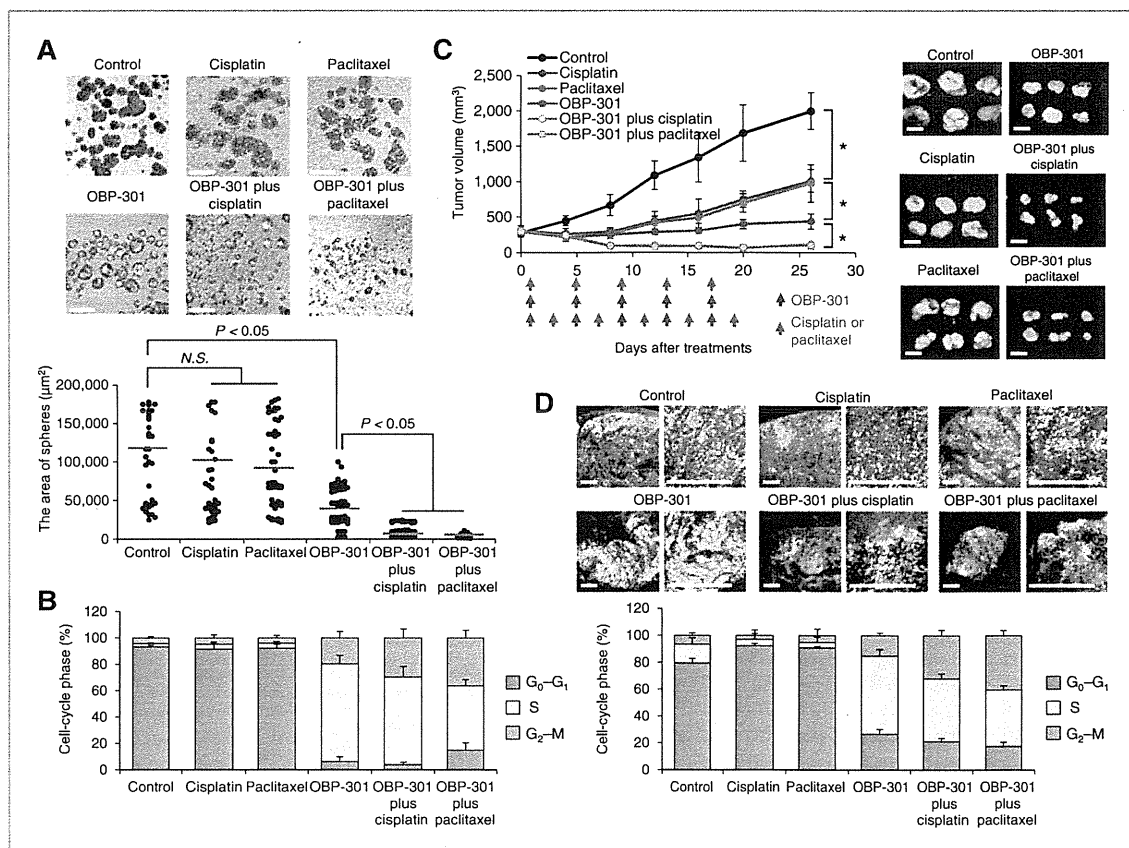 A
Control
Cisplatin
Paclitaxel
OBP-301
OBP-301 plus
cisplatin
OBP-301 plus
paclitaxel
P < 0.05
N.S.
P < 0.05
The area of spheres (µm²)
200,000
150,000
100,000
50,000
0
Control
Cisplatin
Paclitaxel
OBP-301
OBP-301
plus
cisplatin
OBP-301
plus
paclitaxel
B
Cell-cycle phase (%)
120
100
80
60
40
20
0
Control
Cisplatin
Paclitaxel
OBP-301
OBP-301
plus
cisplatin
OBP-301
plus
paclitaxel
G₀–G₁
S
G₂–M
C
Control
Cisplatin
Paclitaxel
OBP-301
OBP-301 plus cisplatin
OBP-301 plus paclitaxel
Tumor volume (mm³)
2,500
2,000
1,500
1,000
500
0
*
*
*
0 5 10 15 20 25 30
OBP-301
Cisplatin or
paclitaxel
Days after treatments
Control
OBP-301
Cisplatin
OBP-301 plus
cisplatin
Paclitaxel
OBP-301 plus
paclitaxel
D
Control
Cisplatin
Paclitaxel
OBP-301
OBP-301 plus cisplatin
OBP-301 plus paclitaxel
Cell-cycle phase (%)
120
100
80
60
40
20
0
Control
Cisplatin
Paclitaxel
OBP-301
OBP-301
plus
cisplatin
OBP-301
plus
paclitaxel
G₀–G₁
S
G₂–M